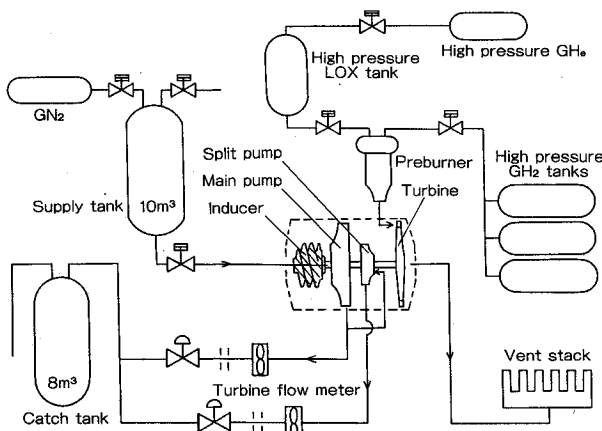 High pressure
LOX tank
High pressure GHe
GN₂
Supply tank
10m³
Split pump
Main pump
Inducer
Preburner
Turbine
High pressure
GH₂ tanks
8m³
Catch tank
Turbine flow meter
Vent stack